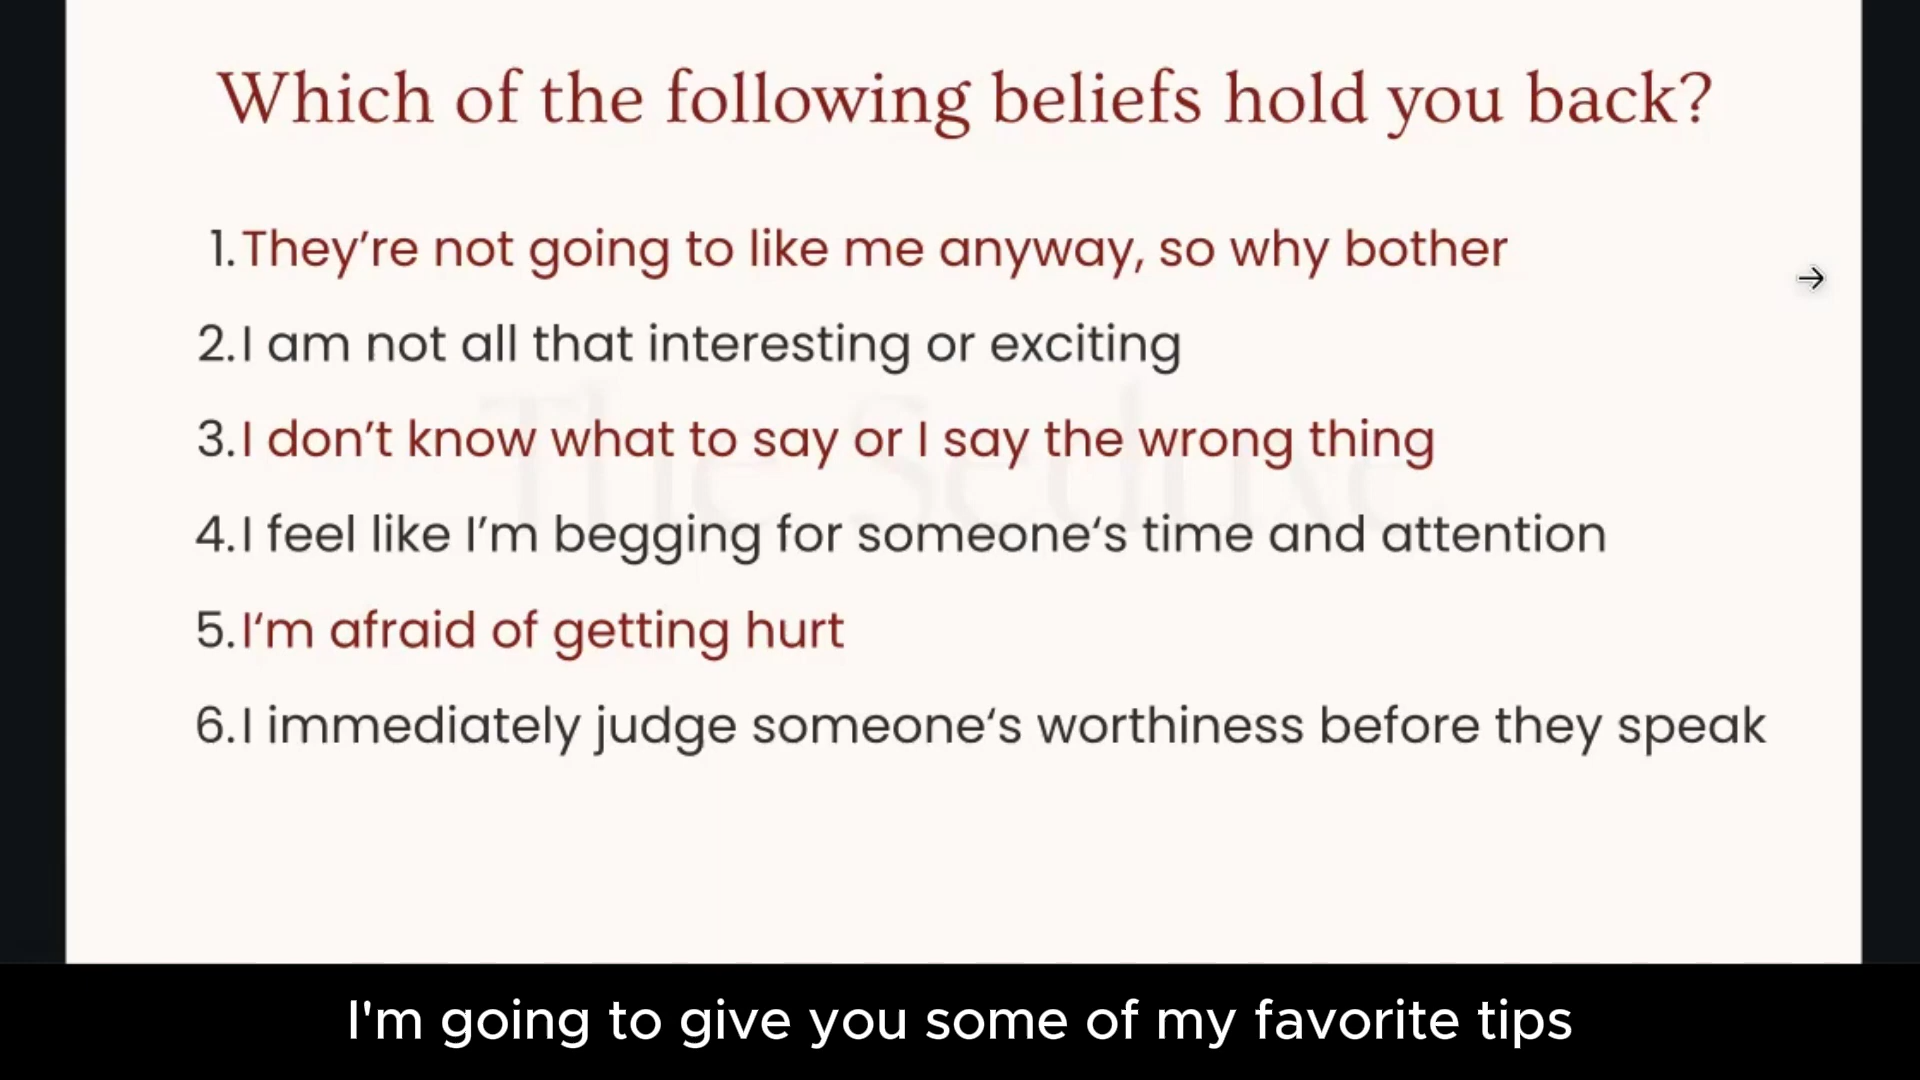 Which of the following beliefs hold you back?
1. They’re not going to like me anyway, so why bother
2. I am not all that interesting or exciting
3. I don’t know what to say or I say the wrong thing
4. I feel like I’m begging for someone‘s time and attention
5. I‘m afraid of getting hurt
6. I immediately judge someone‘s worthiness before they speak
I'm going to give you some of my favorite tips